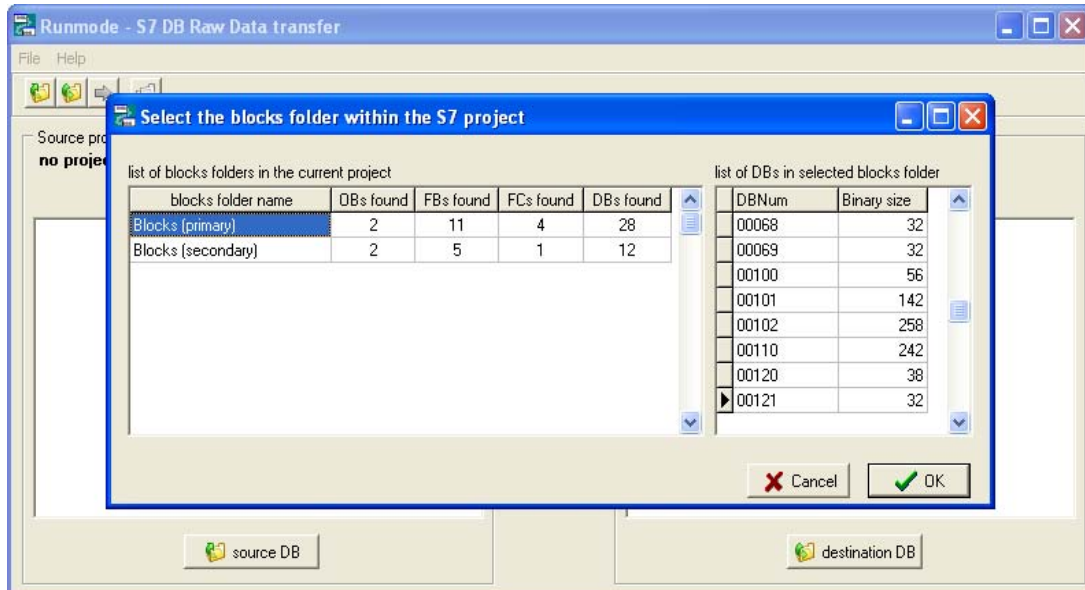 Runmode - S7 DB Raw Data transfer
File Help
Select the blocks folder within the S7 project
Source pro
no projec
list of blocks folders in the current project
blocks folder name OBs found FBs found FCs found DBs found
Blocks (primary) 2 11 4 28
Blocks (secondary) 2 5 1 12
list of DBs in selected blocks folder
DBNum Binary size
00068 32
00069 32
00100 56
00101 142
00102 258
00110 242
00120 38
00121 32
Cancel OK
source DB destination DB